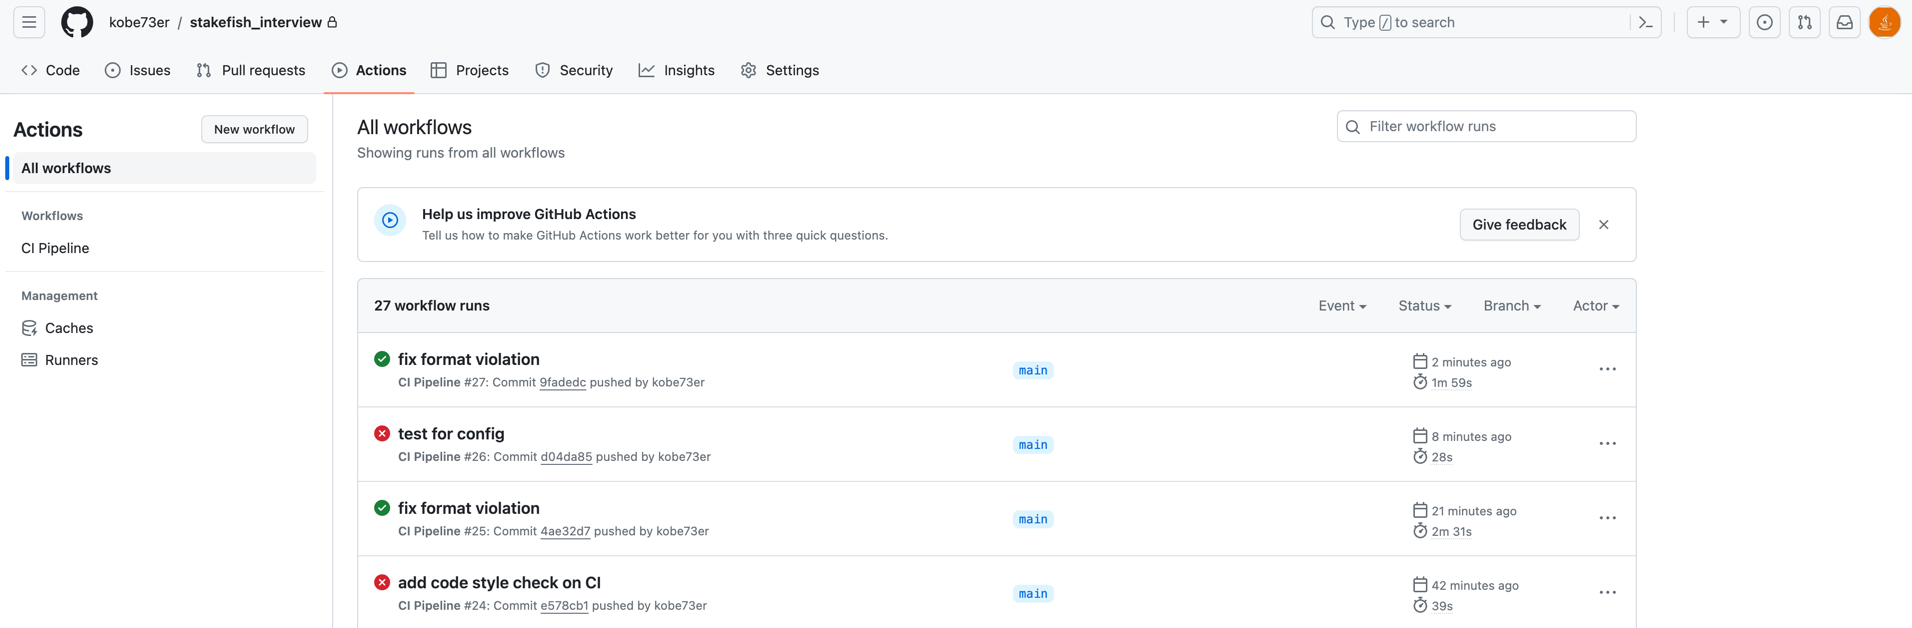 kobe73er / stakefish_interview
Type / to search
Code
Issues
Pull requests
Actions
Projects
Security
Insights
Settings
Actions
New workflow
All workflows
Workflows
CI Pipeline
Management
Caches
Runners
All workflows
Showing runs from all workflows
Filter workflow runs
Help us improve GitHub Actions
Tell us how to make GitHub Actions work better for you with three quick questions.
Give feedback
27 workflow runs
Event
Status
Branch
Actor
fix format violation
CI Pipeline #27: Commit 9fadedc pushed by kobe73er
main
2 minutes ago
1m 59s
test for config
CI Pipeline #26: Commit d04da85 pushed by kobe73er
main
8 minutes ago
28s
fix format violation
CI Pipeline #25: Commit 4ae32d7 pushed by kobe73er
main
21 minutes ago
2m 31s
add code style check on CI
CI Pipeline #24: Commit e578cb1 pushed by kobe73er
main
42 minutes ago
39s